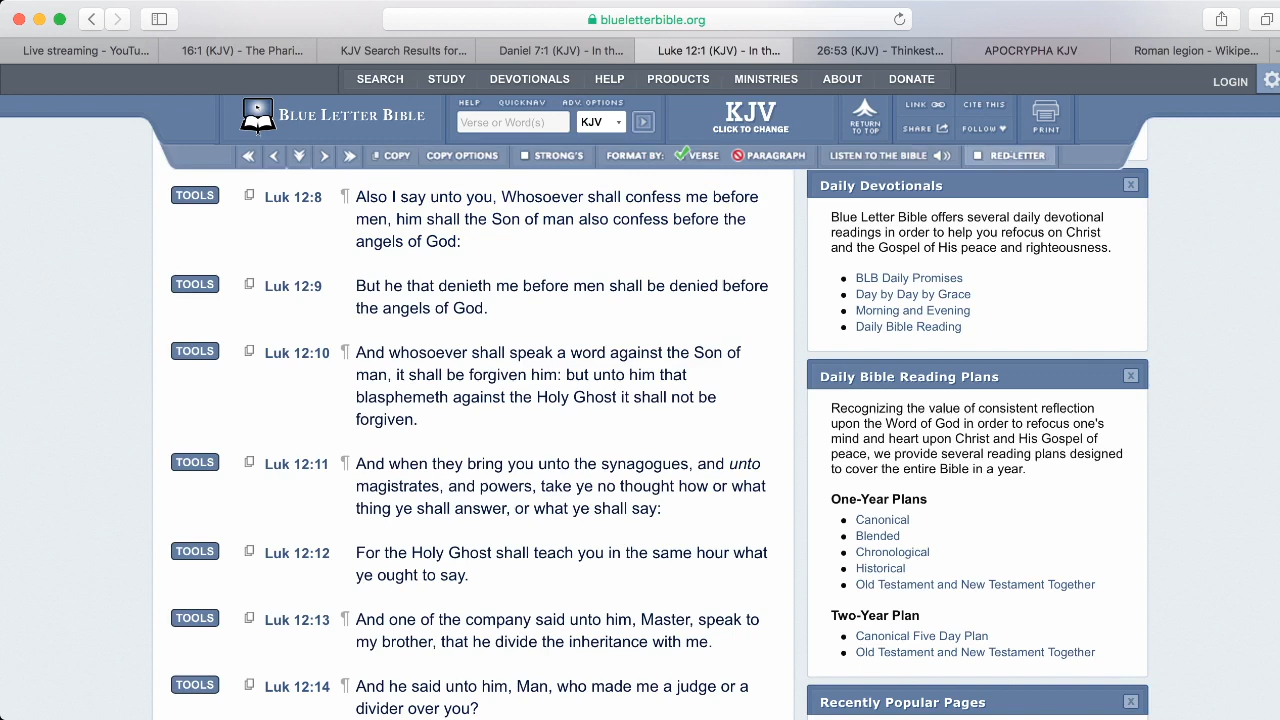 blueletterbible.org
Live streaming - YouTu...
16:1 (KJV) - The Phari...
KJV Search Results for...
Daniel 7:1 (KJV) - In th...
Luke 12:1 (KJV) - In th...
26:53 (KJV) - Thinkest...
APOCRYPHA KJV
Roman legion - Wikipe...
SEARCH STUDY DEVOTIONALS HELP PRODUCTS MINISTRIES ABOUT DONATE
LOGIN
BLUE LETTER BIBLE
HELP QUICKNAV ADV. OPTIONS
Verse or Word(s)
KJV
KJV
CLICK TO CHANGE
RETURN
TO TOP
LINK CITE THIS
SHARE FOLLOW
PRINT
COPY COPY OPTIONS STRONG'S FORMAT BY: VERSE PARAGRAPH LISTEN TO THE BIBLE RED-LETTER
TOOLS Luk 12:8 ¶ Also I say unto you, Whosoever shall confess me before
men, him shall the Son of man also confess before the
angels of God:
TOOLS Luk 12:9 But he that denieth me before men shall be denied before
the angels of God.
TOOLS Luk 12:10 ¶ And whosoever shall speak a word against the Son of
man, it shall be forgiven him: but unto him that
blasphemeth against the Holy Ghost it shall not be
forgiven.
TOOLS Luk 12:11 ¶ And when they bring you unto the synagogues, and unto
magistrates, and powers, take ye no thought how or what
thing ye shall answer, or what ye shall say:
TOOLS Luk 12:12 For the Holy Ghost shall teach you in the same hour what
ye ought to say.
TOOLS Luk 12:13 ¶ And one of the company said unto him, Master, speak to
my brother, that he divide the inheritance with me.
TOOLS Luk 12:14 ¶ And he said unto him, Man, who made me a judge or a
divider over you?
Daily Devotionals
Blue Letter Bible offers several daily devotional
readings in order to help you refocus on Christ
and the Gospel of His peace and righteousness.
BLB Daily Promises
Day by Day by Grace
Morning and Evening
Daily Bible Reading
Daily Bible Reading Plans
Recognizing the value of consistent reflection
upon the Word of God in order to refocus one's
mind and heart upon Christ and His Gospel of
peace, we provide several reading plans designed
to cover the entire Bible in a year.
One-Year Plans
Canonical
Blended
Chronological
Historical
Old Testament and New Testament Together
Two-Year Plan
Canonical Five Day Plan
Old Testament and New Testament Together
Recently Popular Pages